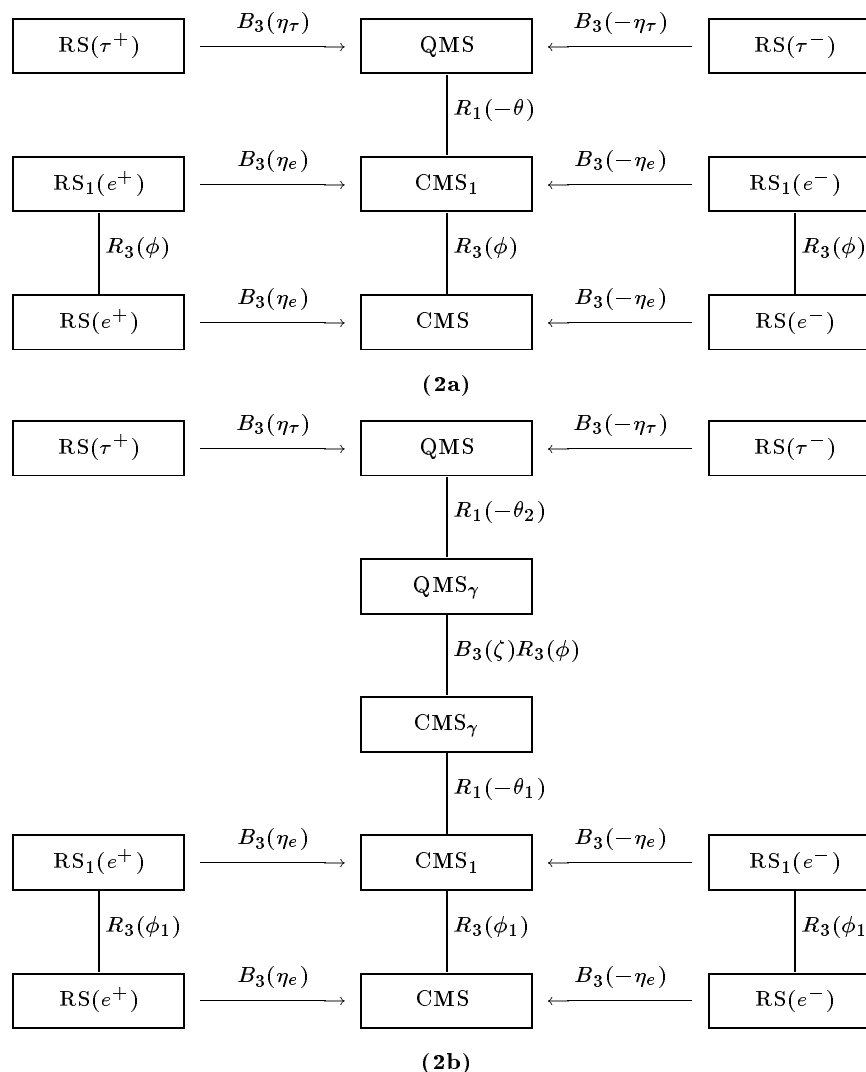 B₃(η_τ) B₃(−η_τ)
RS(τ⁺) QMS RS(τ⁻)
R₁(−θ)
B₃(η_e) B₃(−η_e)
RS₁(e⁺) CMS₁ RS₁(e⁻)
R₃(φ) R₃(φ) R₃(φ)
B₃(η_e) B₃(−η_e)
RS(e⁺) CMS RS(e⁻)
(2a)
B₃(η_τ) B₃(−η_τ)
RS(τ⁺) QMS RS(τ⁻)
R₁(−θ₂)
QMS_γ
B₃(ζ)R₃(φ)
CMS_γ
R₁(−θ₁)
B₃(η_e) B₃(−η_e)
RS₁(e⁺) CMS₁ RS₁(e⁻)
R₃(φ₁) R₃(φ₁) R₃(φ₁
B₃(η_e) B₃(−η_e)
RS(e⁺) CMS RS(e⁻)
(2b)